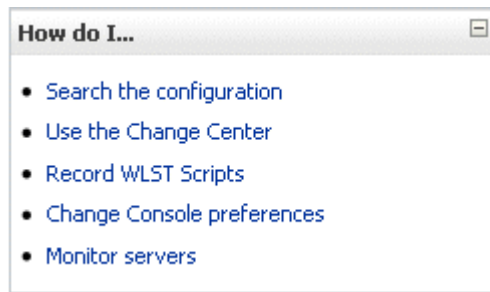 How do I...
Search the configuration
Use the Change Center
Record WLST Scripts
Change Console preferences
Monitor servers